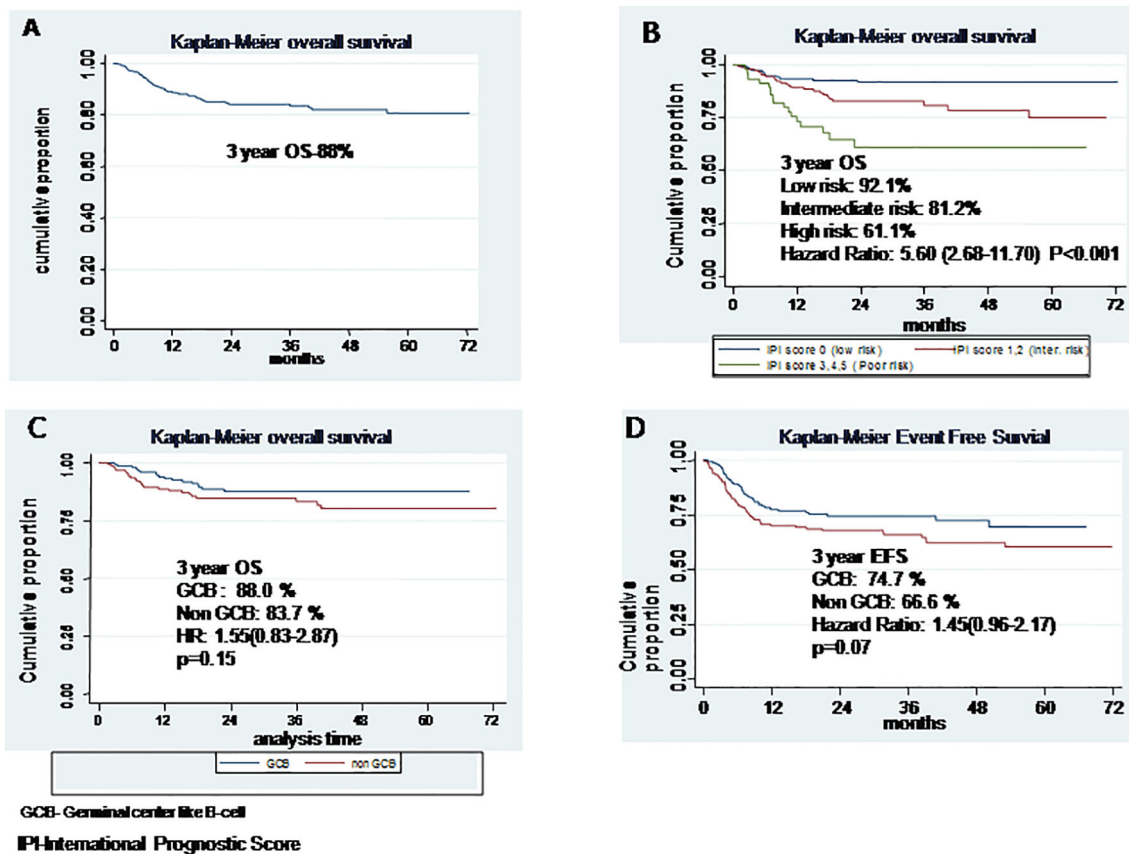 A
Kaplan-Meier overall survival
cumulative proportion
1.00
0.80
0.60
0.40
0.20
0.00
3 year OS-88%
0 12 24 36 48 60 72
months
B
Kaplan-Meier overall survival
Cumulative proportion
1.00
0.75
0.50
0.25
0.00
3 year OS
Low risk: 92.1%
Intermediate risk: 81.2%
High risk: 61.1%
Hazard Ratio: 5.60 (2.68-11.70) P<0.001
0 12 24 36 48 60 72
months
IPI score 0 (low risk) IPI score 1,2 (Inter. risk)
IPI score 3,4,5 (Poor risk)
C
Kaplan-Meier overall survival
Cumulative proportion
1.00
0.75
0.50
0.25
0.00
3 year OS
GCB : 88.0 %
Non GCB: 83.7 %
HR: 1.55(0.83-2.87)
p=0.15
0 12 24 36 48 60 72
analysis time
GCB non GCB
D
Kaplan-Meier Event Free Survial
Cumulative
proportion
1.00
0.75
0.50
0.25
0.00
3 year EFS
GCB: 74.7 %
Non GCB: 66.6 %
Hazard Ratio: 1.45(0.96-2.17)
p=0.07
0 12 24 36 48 60 72
months
GCB- Germinal center like B-cell
IPI-International Prognostic Score